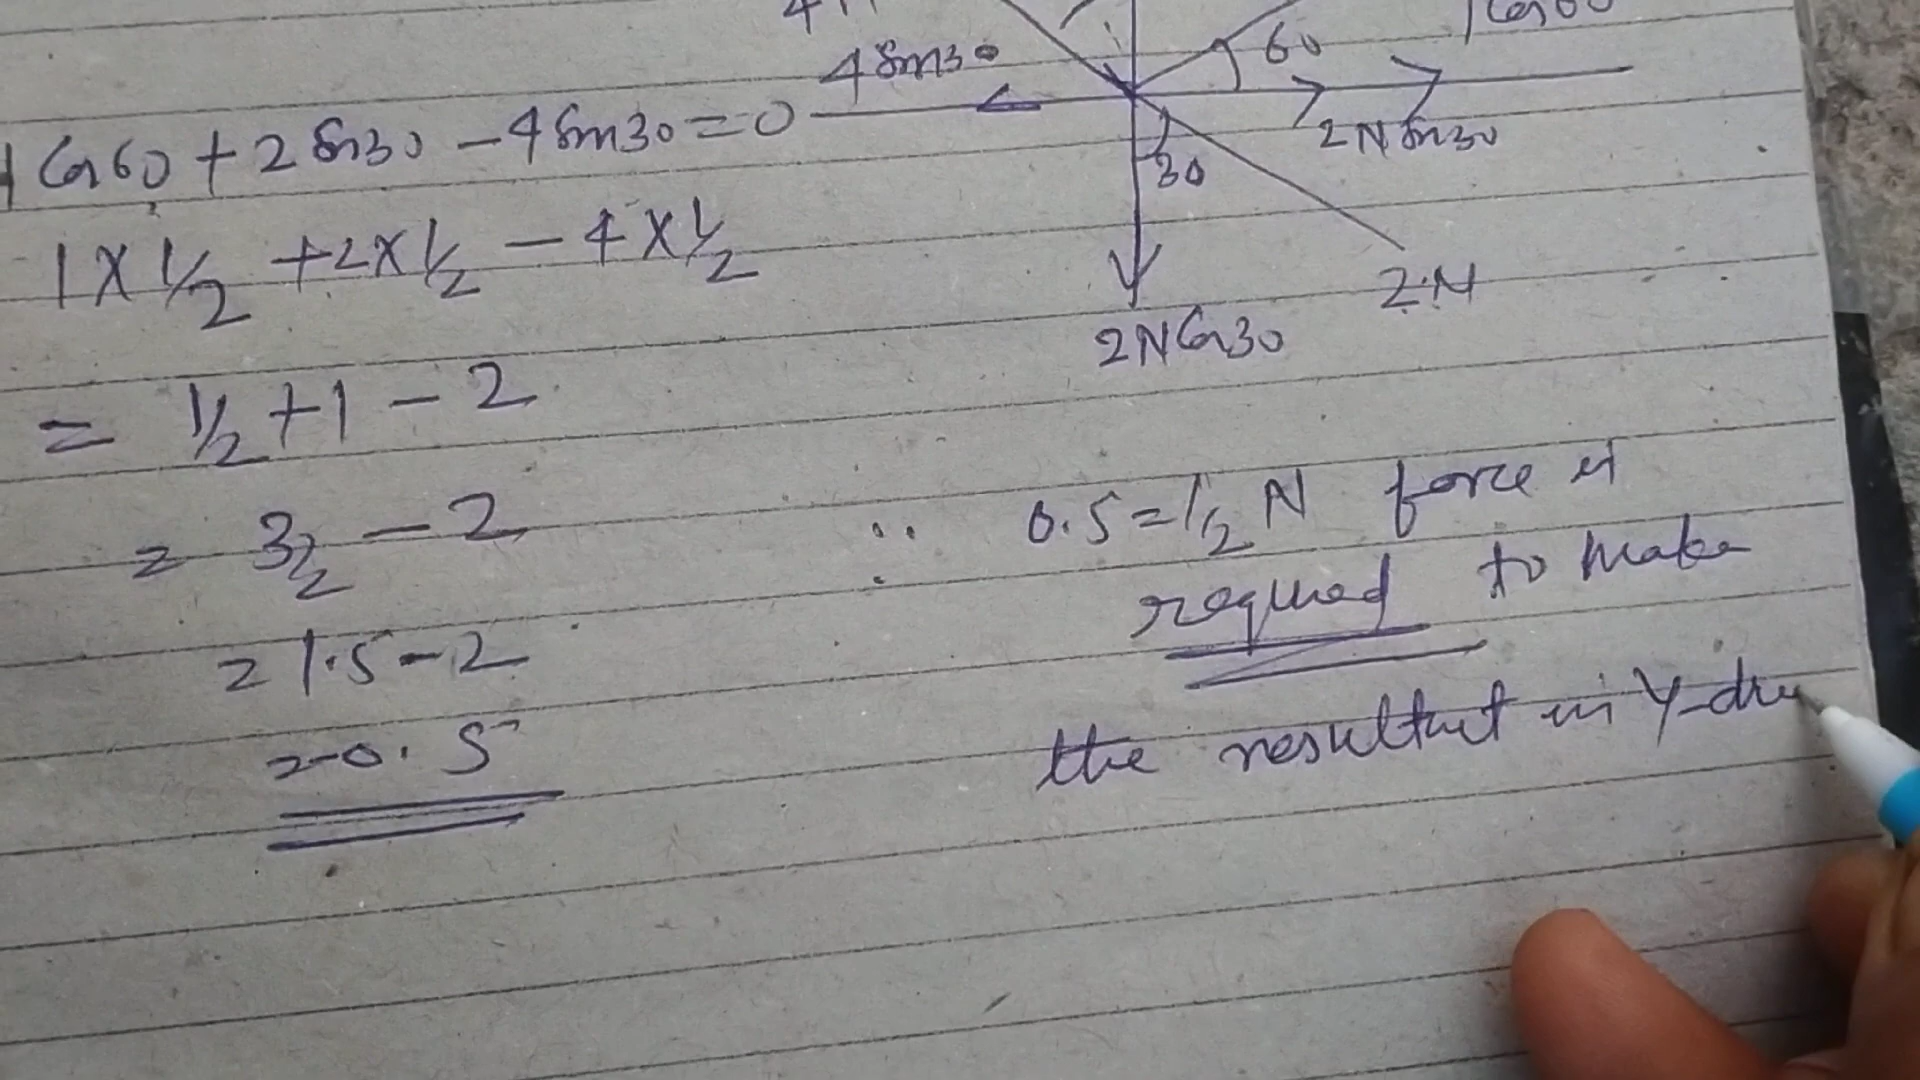 4 Sin30
60
1 Cos60 + 2 Sin30 - 4 Sin30 = 0
2N Sin30
30
1 X 1/2 + 2 X 1/2 - 4 X 1/2
2N
2N Cos30
= 1/2 + 1 - 2
= 3/2 - 2
= 1.5 - 2
= -0.5
∴ 0.5 = 1/2 N force is
required to make
the resultant in Y-dire